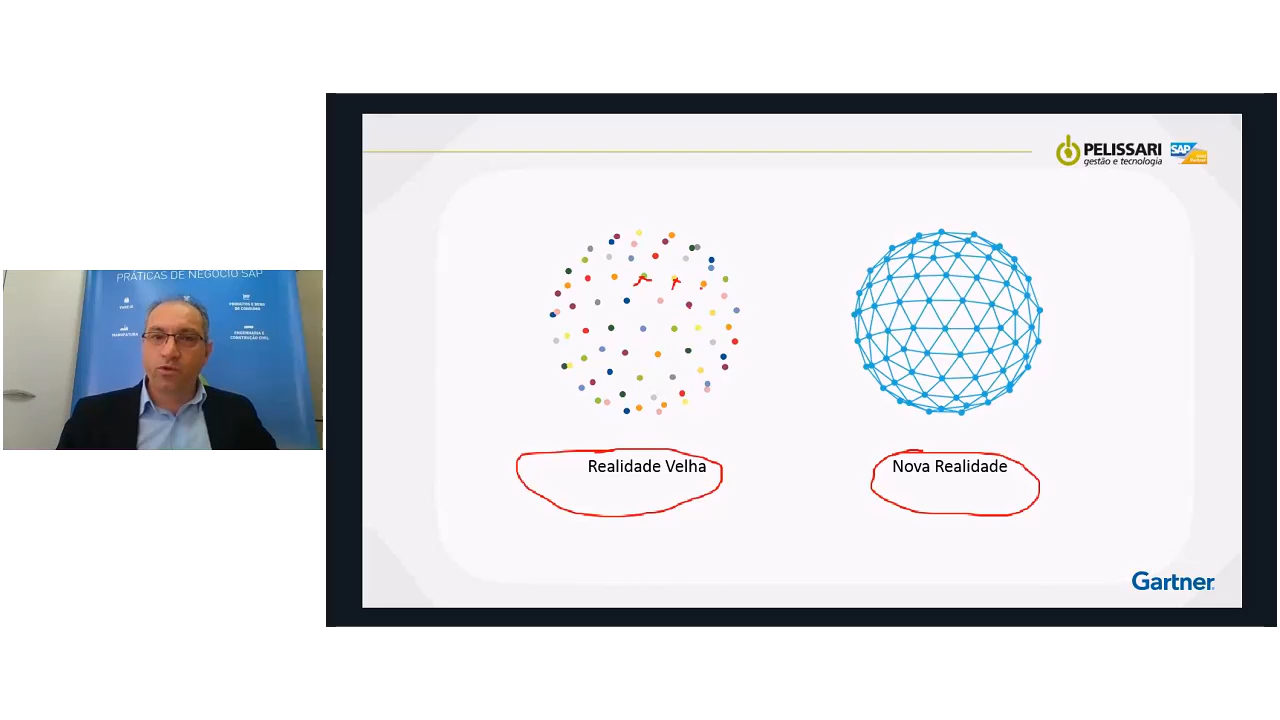 PELISSARI
gestão e tecnologia
SAP
PRÁTICAS DE NEGÓCIO SAP
MANUFATURA
PRODUTOS E BENS
DE CONSUMO
ENGENHARIA E
CONSTRUÇÃO CIVIL
Realidade Velha
Nova Realidade
Gartner